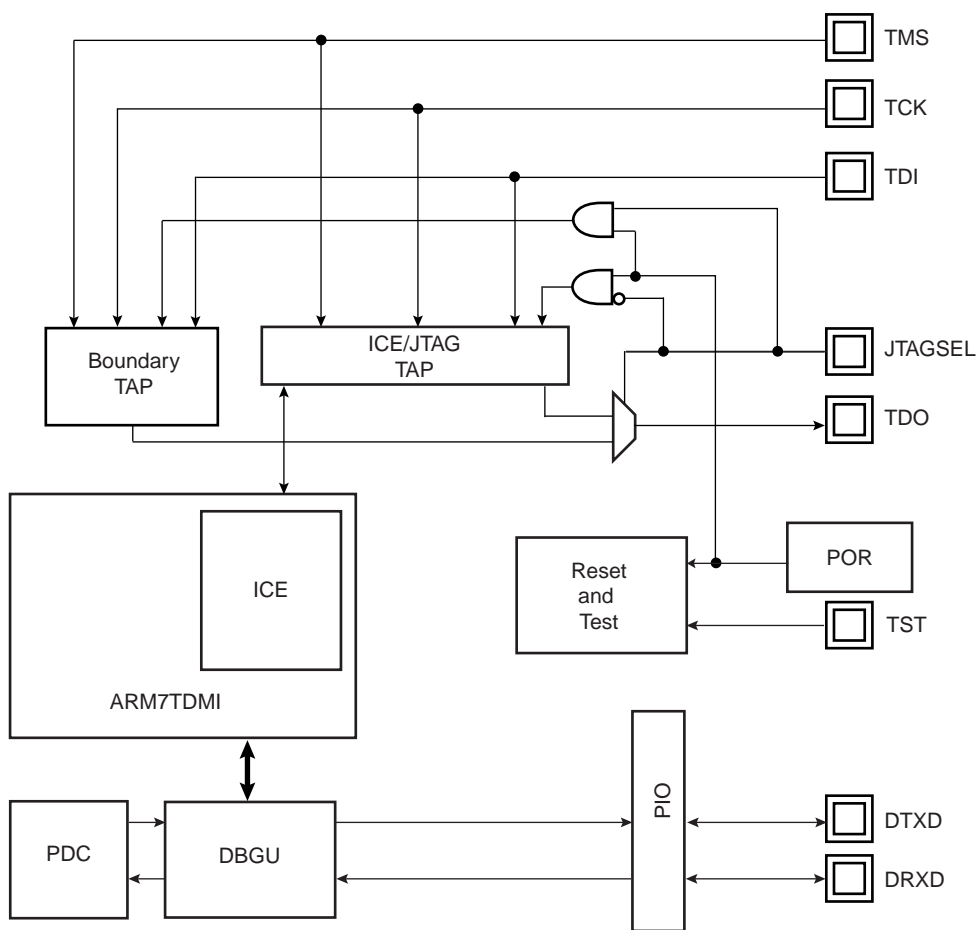 TMS
TCK
TDI
Boundary
TAP
ICE/JTAG
TAP
JTAGSEL
TDO
POR
Reset
and
Test
ICE
TST
ARM7TDMI
PIO
PDC
DBGU
DTXD
DRXD